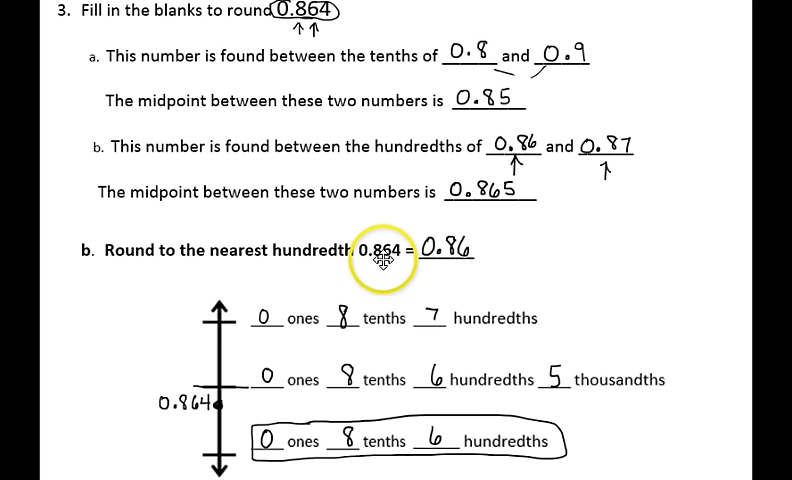 3. Fill in the blanks to round 0.864
a. This number is found between the tenths of 0.8 and 0.9
The midpoint between these two numbers is 0.85
b. This number is found between the hundredths of 0.86 and 0.87
The midpoint between these two numbers is 0.865
b. Round to the nearest hundredth 0.864 = 0.86
0 ones 8 tenths 7 hundredths
0 ones 8 tenths 6 hundredths 5 thousandths
0.864
0 ones 8 tenths 6 hundredths